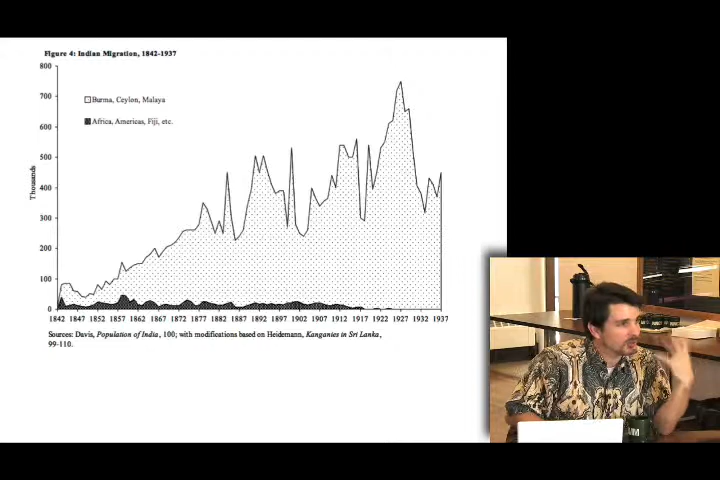 Figure 4: Indian Migration, 1842-1937
800
700
600
500
400
300
200
100
0
Thousands
Burma, Ceylon, Malaya
Africa, Americas, Fiji, etc.
1842 1847 1852 1857 1862 1867 1872 1877 1882 1887 1892 1897 1902 1907 1912 1917 1922 1927 1932 1937
Sources: Davis, Population of India, 100; with modifications based on Heidemann, Kanganies in Sri Lanka,
99-110.